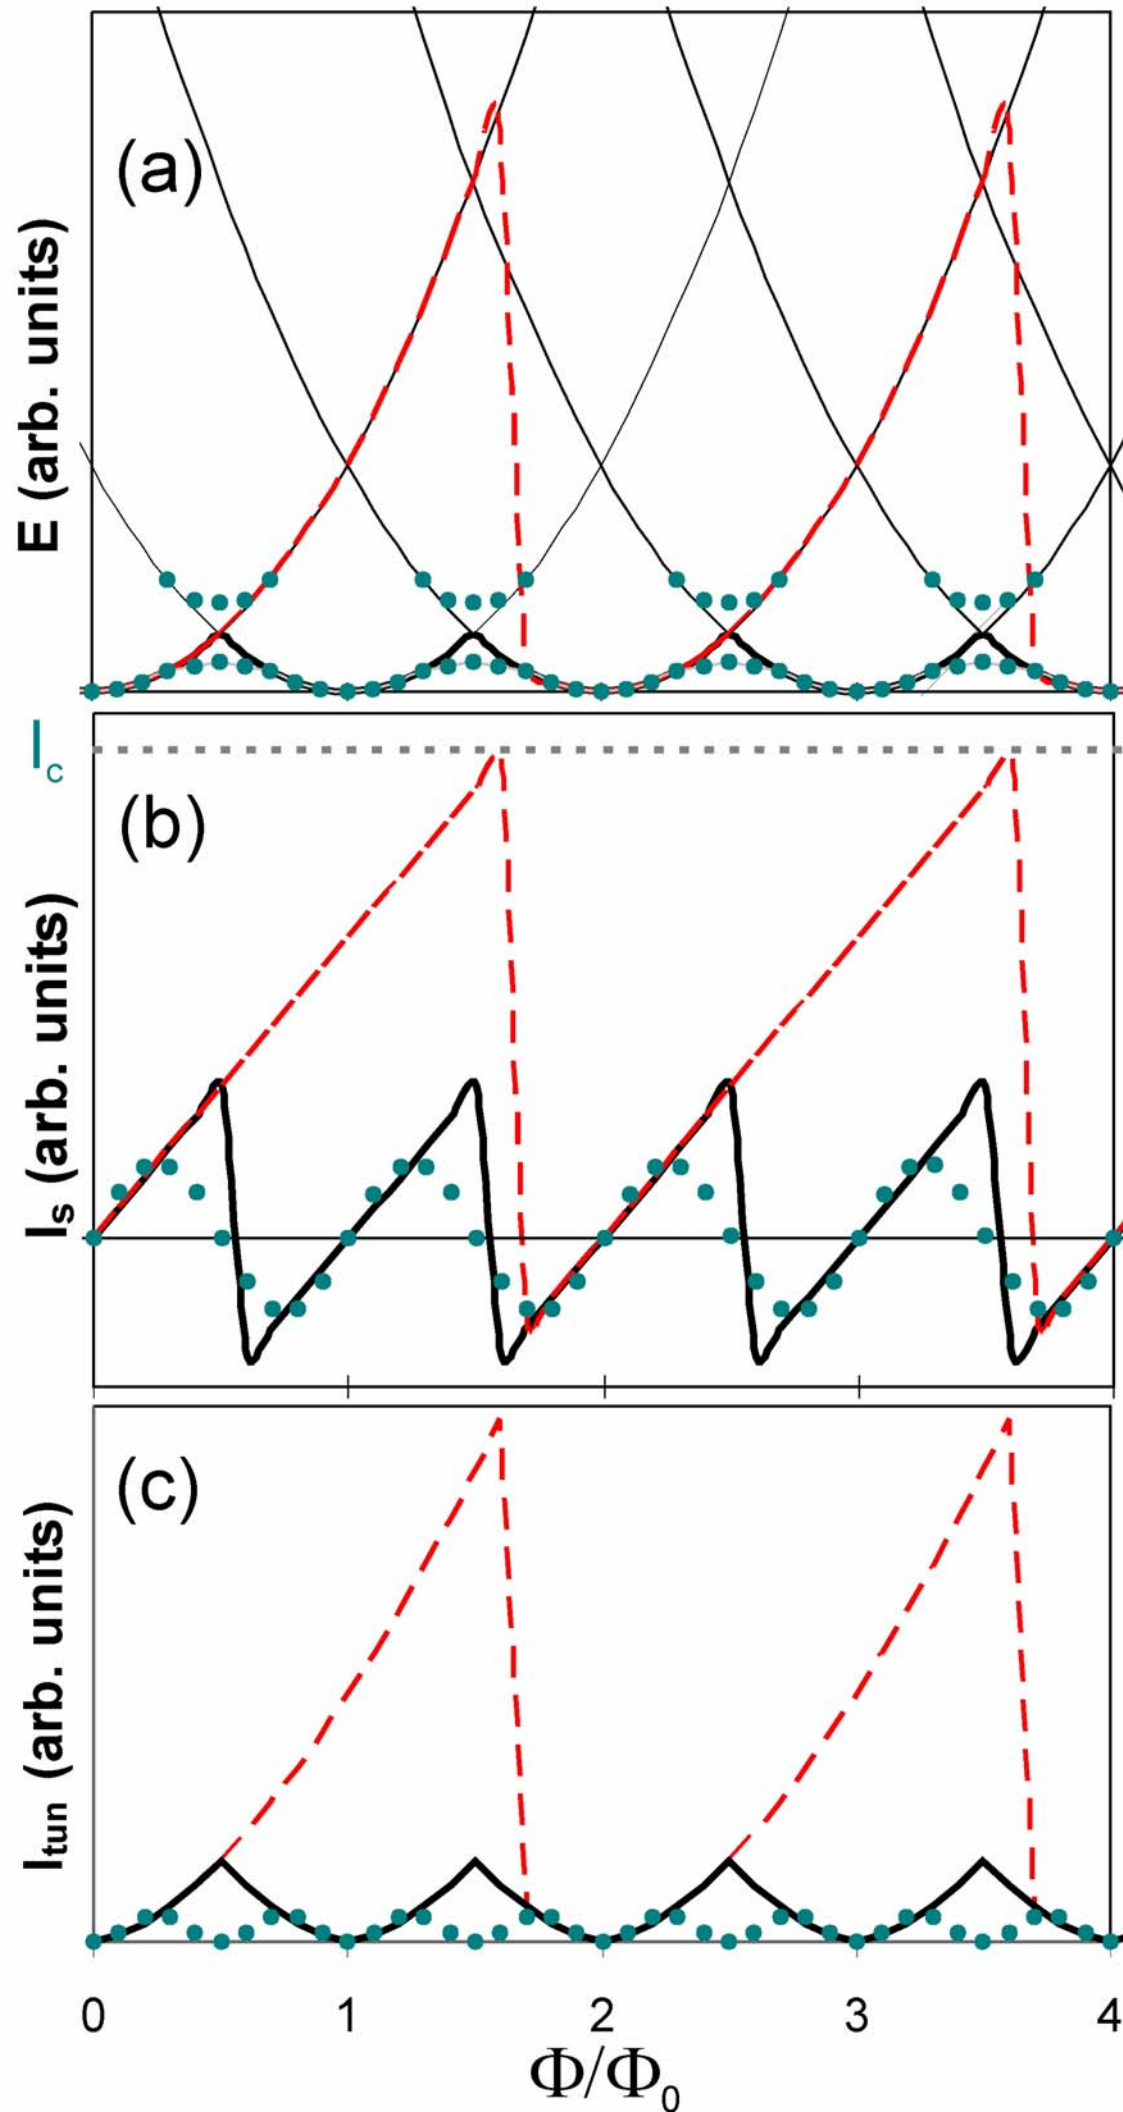 (a)
E (arb. units)
I_c
(b)
I_s (arb. units)
(c)
I_tun (arb. units)
0 1 2 3 4
Φ/Φ_0